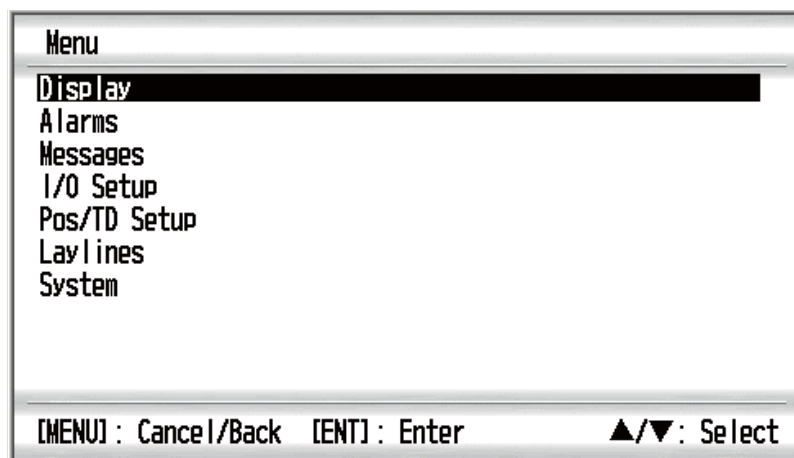 Menu
Display
Alarms
Messages
I/O Setup
Pos/TD Setup
Laylines
System
[MENU]: Cancel/Back [ENT]: Enter ▲/▼: Select